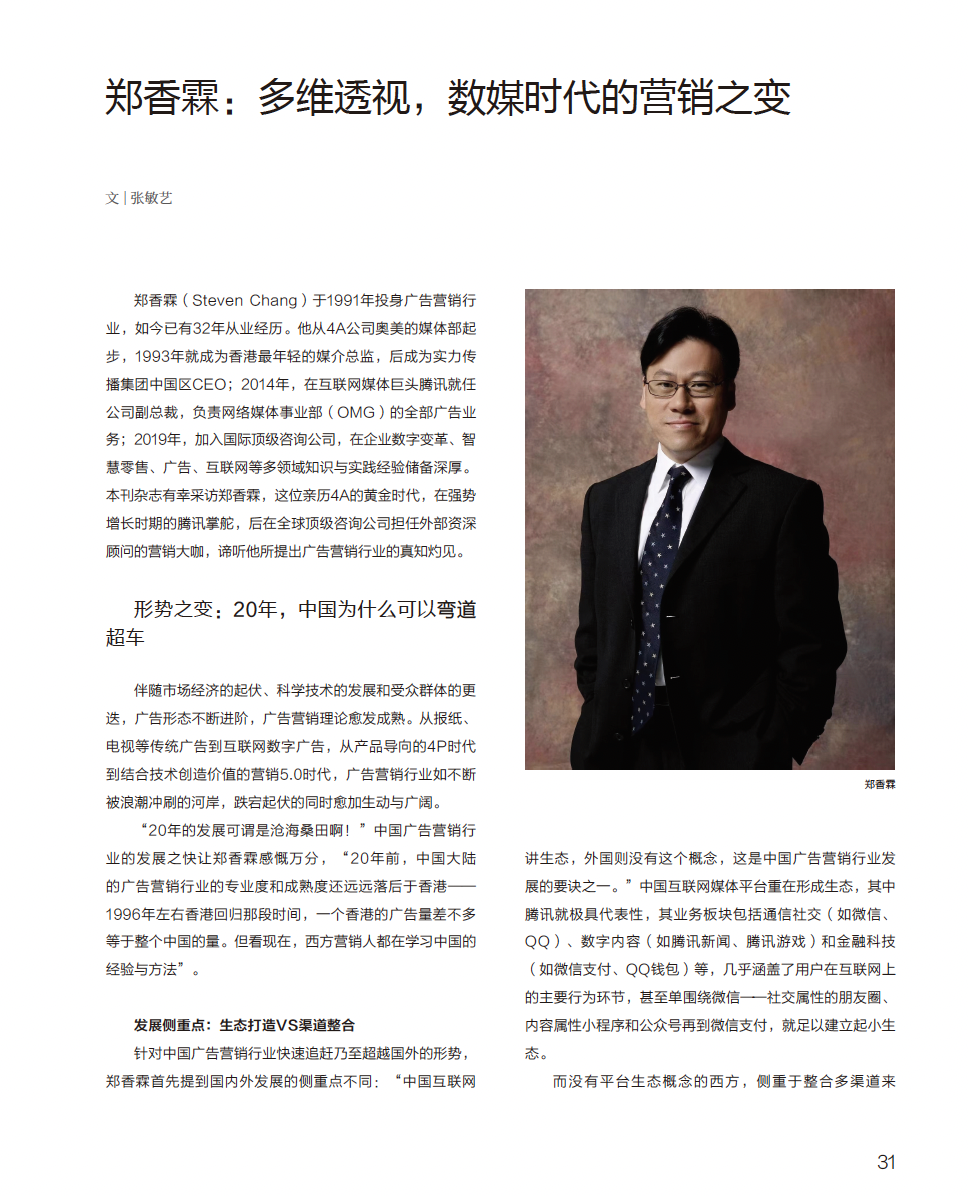 郑香霖：多维透视，数媒时代的营销之变
文 | 张敏艺
郑香霖（Steven Chang）于1991年投身广告营销行
业，如今已有32年从业经历。他从4A公司奥美的媒体部起
步，1993年就成为香港最年轻的媒介总监，后成为实力传
播集团中国区CEO；2014年，在互联网媒体巨头腾讯就任
公司副总裁，负责网络媒体事业部（OMG）的全部广告业
务；2019年，加入国际顶级咨询公司，在企业数字变革、智
慧零售、广告、互联网等多领域知识与实践经验储备深厚。
本刊杂志有幸采访郑香霖，这位亲历4A的黄金时代，在强势
增长时期的腾讯掌舵，后在全球顶级咨询公司担任外部资深
顾问的营销大咖，谛听他所提出广告营销行业的真知灼见。
形势之变：20年，中国为什么可以弯道
超车
伴随市场经济的起伏、科学技术的发展和受众群体的更
迭，广告形态不断进阶，广告营销理论愈发成熟。从报纸、
电视等传统广告到互联网数字广告，从产品导向的4P时代
到结合技术创造价值的营销5.0时代，广告营销行业如不断
被浪潮冲刷的河岸，跌宕起伏的同时愈加生动与广阔。
“20年的发展可谓是沧海桑田啊！”中国广告营销行
业的发展之快让郑香霖感慨万分，“20年前，中国大陆
的广告营销行业的专业度和成熟度还远远落后于香港——
1996年左右香港回归那段时间，一个香港的广告量差不多
等于整个中国的量。但看现在，西方营销人都在学习中国的
经验与方法”。
发展侧重点：生态打造VS渠道整合
针对中国广告营销行业快速追赶乃至超越国外的形势，
郑香霖首先提到国内外发展的侧重点不同：“中国互联网
郑香霖
讲生态，外国则没有这个概念，这是中国广告营销行业发
展的要诀之一。”中国互联网媒体平台重在形成生态，其中
腾讯就极具代表性，其业务板块包括通信社交（如微信、
QQ）、数字内容（如腾讯新闻、腾讯游戏）和金融科技
（如微信支付、QQ钱包）等，几乎涵盖了用户在互联网上
的主要行为环节，甚至单围绕微信——社交属性的朋友圈、
内容属性小程序和公众号再到微信支付，就足以建立起小生
态。
而没有平台生态概念的西方，侧重于整合多渠道来
31